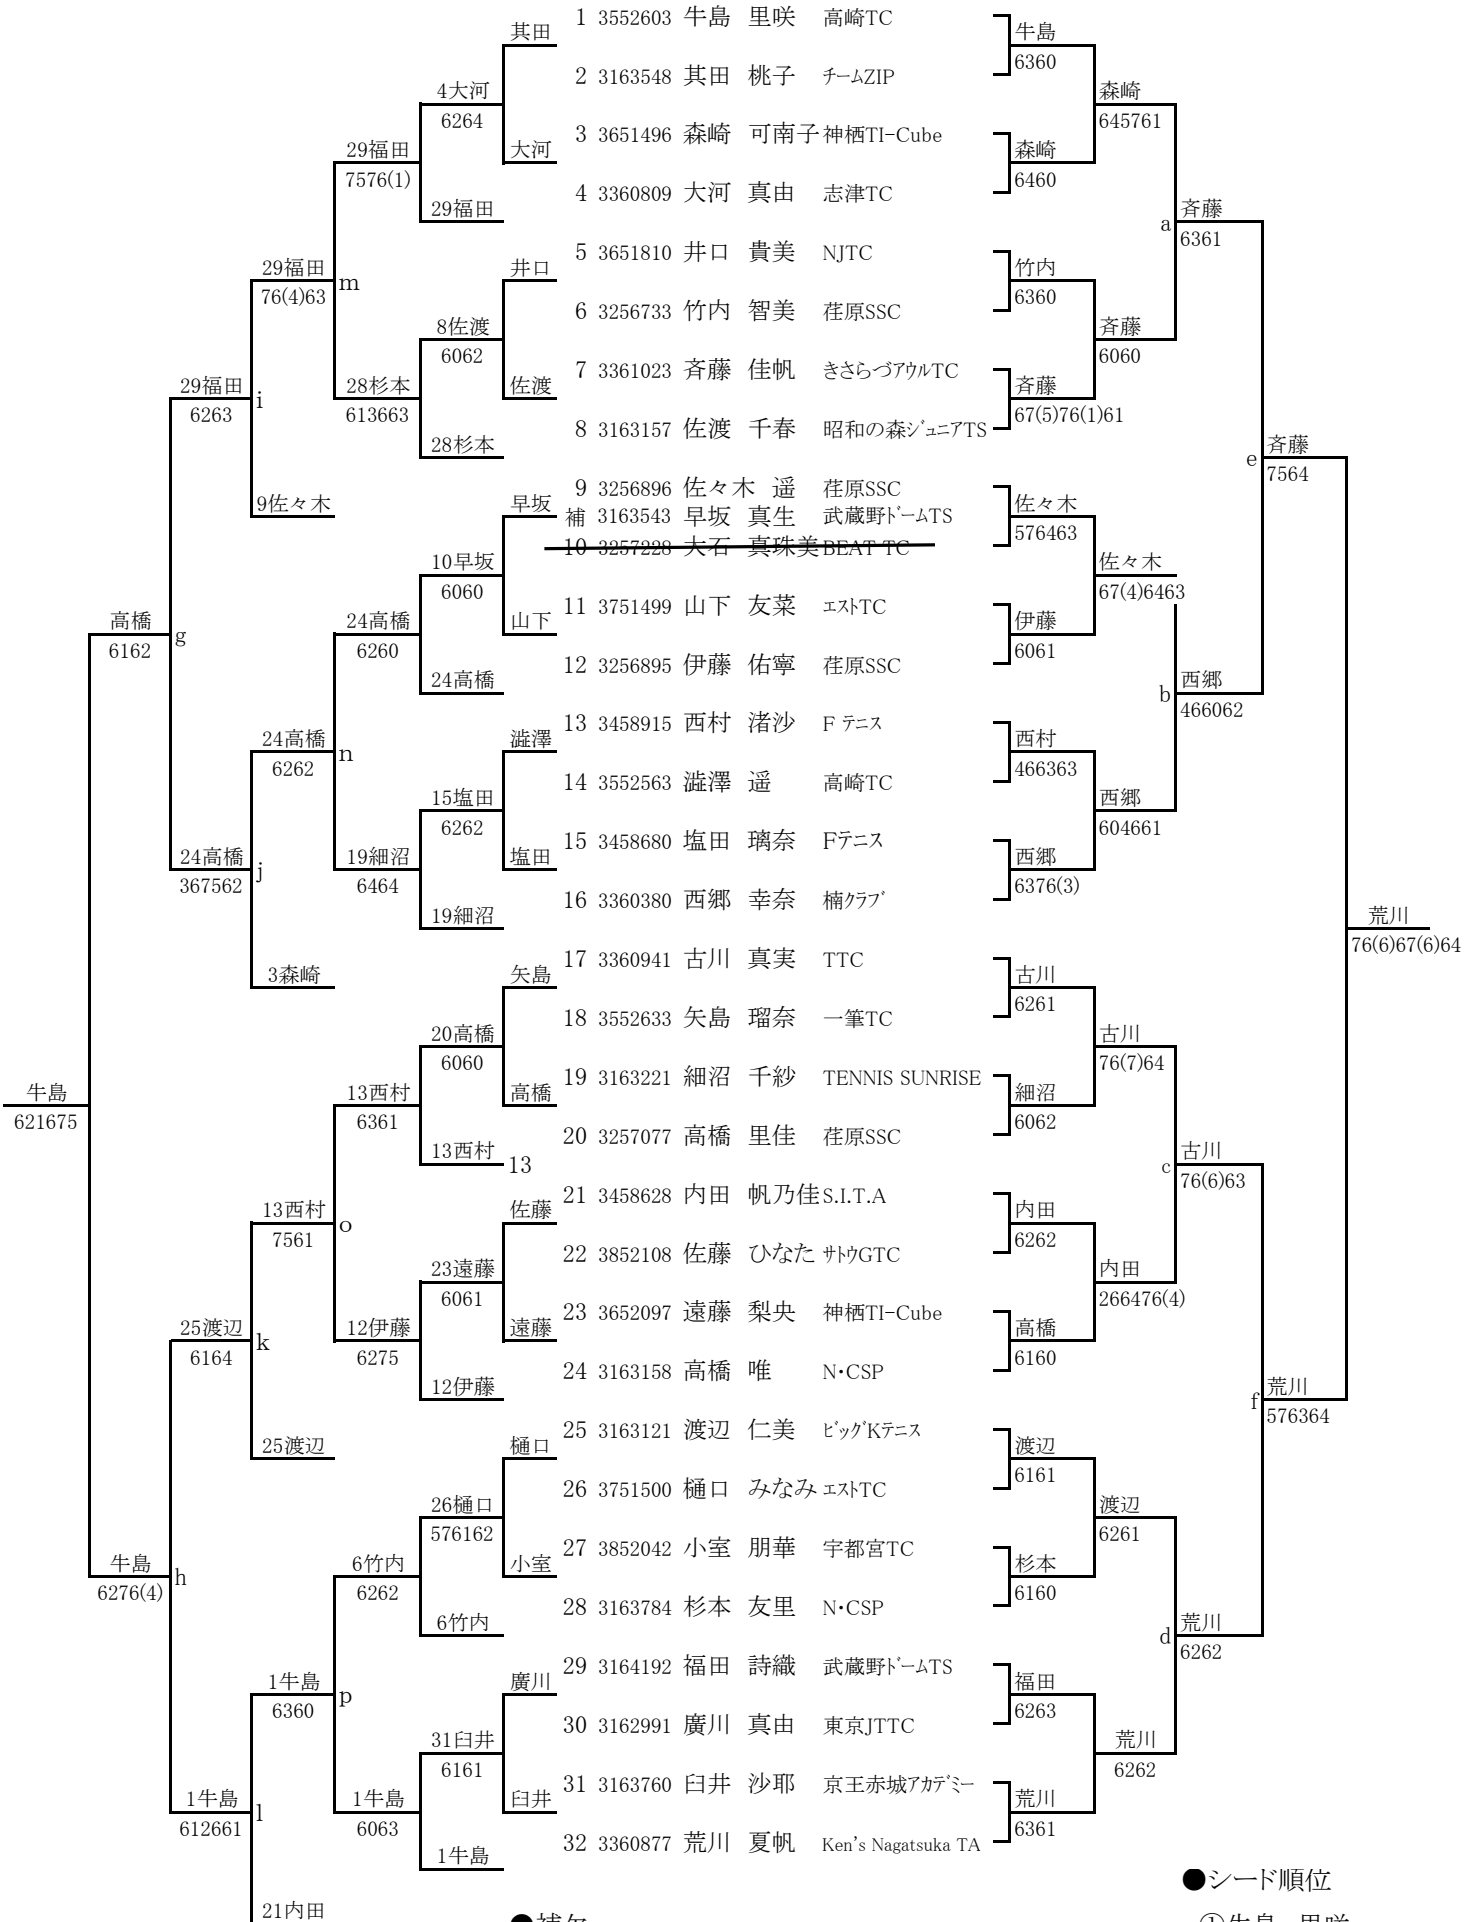 1 3552603 牛島 里咲 高崎TC
其田
牛島
6360
2 3163548 其田 桃子 チームZIP
4大河
6264
森崎
645761
3 3651496 森崎 可南子 神栖TI-Cube
29福田
7576(1)
大河
森崎
6460
4 3360809 大河 真由 志津TC
29福田
a
斉藤
6361
5 3651810 井口 貴美 NJTC
29福田
76(4)63
m
井口
竹内
6360
6 3256733 竹内 智美 荏原SSC
8佐渡
6062
斉藤
6060
7 3361023 斉藤 佳帆 きさらづアウルTC
29福田
6263
i
28杉本
613663
佐渡
斉藤
67(5)76(1)61
8 3163157 佐渡 千春 昭和の森ジュニアTS
28杉本
e
斉藤
7564
9 3256896 佐々木 遥 荏原SSC
9佐々木
早坂
補 3163543 早坂 真生 武蔵野ドームTS
佐々木
576463
10 3257228 大石 真珠美 BEAT TC
10早坂
6060
佐々木
67(4)6463
11 3751499 山下 友菜 エストTC
高橋
6162
g
24高橋
6260
山下
伊藤
6061
12 3256895 伊藤 佑寧 荏原SSC
24高橋
b
西郷
466062
13 3458915 西村 渚沙 F テニス
24高橋
6262
n
澁澤
西村
466363
14 3552563 澁澤 遥 高崎TC
15塩田
6262
西郷
604661
15 3458680 塩田 璃奈 Fテニス
24高橋
367562
j
19細沼
6464
塩田
西郷
6376(3)
16 3360380 西郷 幸奈 楠クラブ
19細沼
荒川
76(6)67(6)64
17 3360941 古川 真実 TTC
3森崎
矢島
古川
6261
18 3552633 矢島 瑠奈 一筆TC
20高橋
6060
古川
76(7)64
19 3163221 細沼 千紗 TENNIS SUNRISE
牛島
621675
13西村
6361
高橋
細沼
6062
20 3257077 高橋 里佳 荏原SSC
13西村
13
c
古川
76(6)63
21 3458628 内田 帆乃佳 S.I.T.A
13西村
7561
o
佐藤
内田
6262
22 3852108 佐藤 ひなた サトウGTC
23遠藤
6061
内田
266476(4)
23 3652097 遠藤 梨央 神栖TI-Cube
25渡辺
6164
k
12伊藤
6275
遠藤
高橋
6160
24 3163158 高橋 唯 N・CSP
12伊藤
f
荒川
576364
25 3163121 渡辺 仁美 ビッグKテニス
25渡辺
樋口
渡辺
6161
26 3751500 樋口 みなみ エストTC
26樋口
576162
渡辺
6261
27 3852042 小室 朋華 宇都宮TC
牛島
6276(4)
h
6竹内
6262
小室
杉本
6160
28 3163784 杉本 友里 N・CSP
6竹内
d
荒川
6262
29 3164192 福田 詩織 武蔵野ドームTS
1牛島
6360
p
廣川
福田
6263
30 3162991 廣川 真由 東京JTTC
31臼井
6161
荒川
6262
31 3163760 臼井 沙耶 京王赤城アカデミー
1牛島
612661
l
1牛島
6063
臼井
荒川
6361
32 3360877 荒川 夏帆 Ken's Nagatsuka TA
1牛島
●シード順位
21内田
●補欠
①牛島 里咲